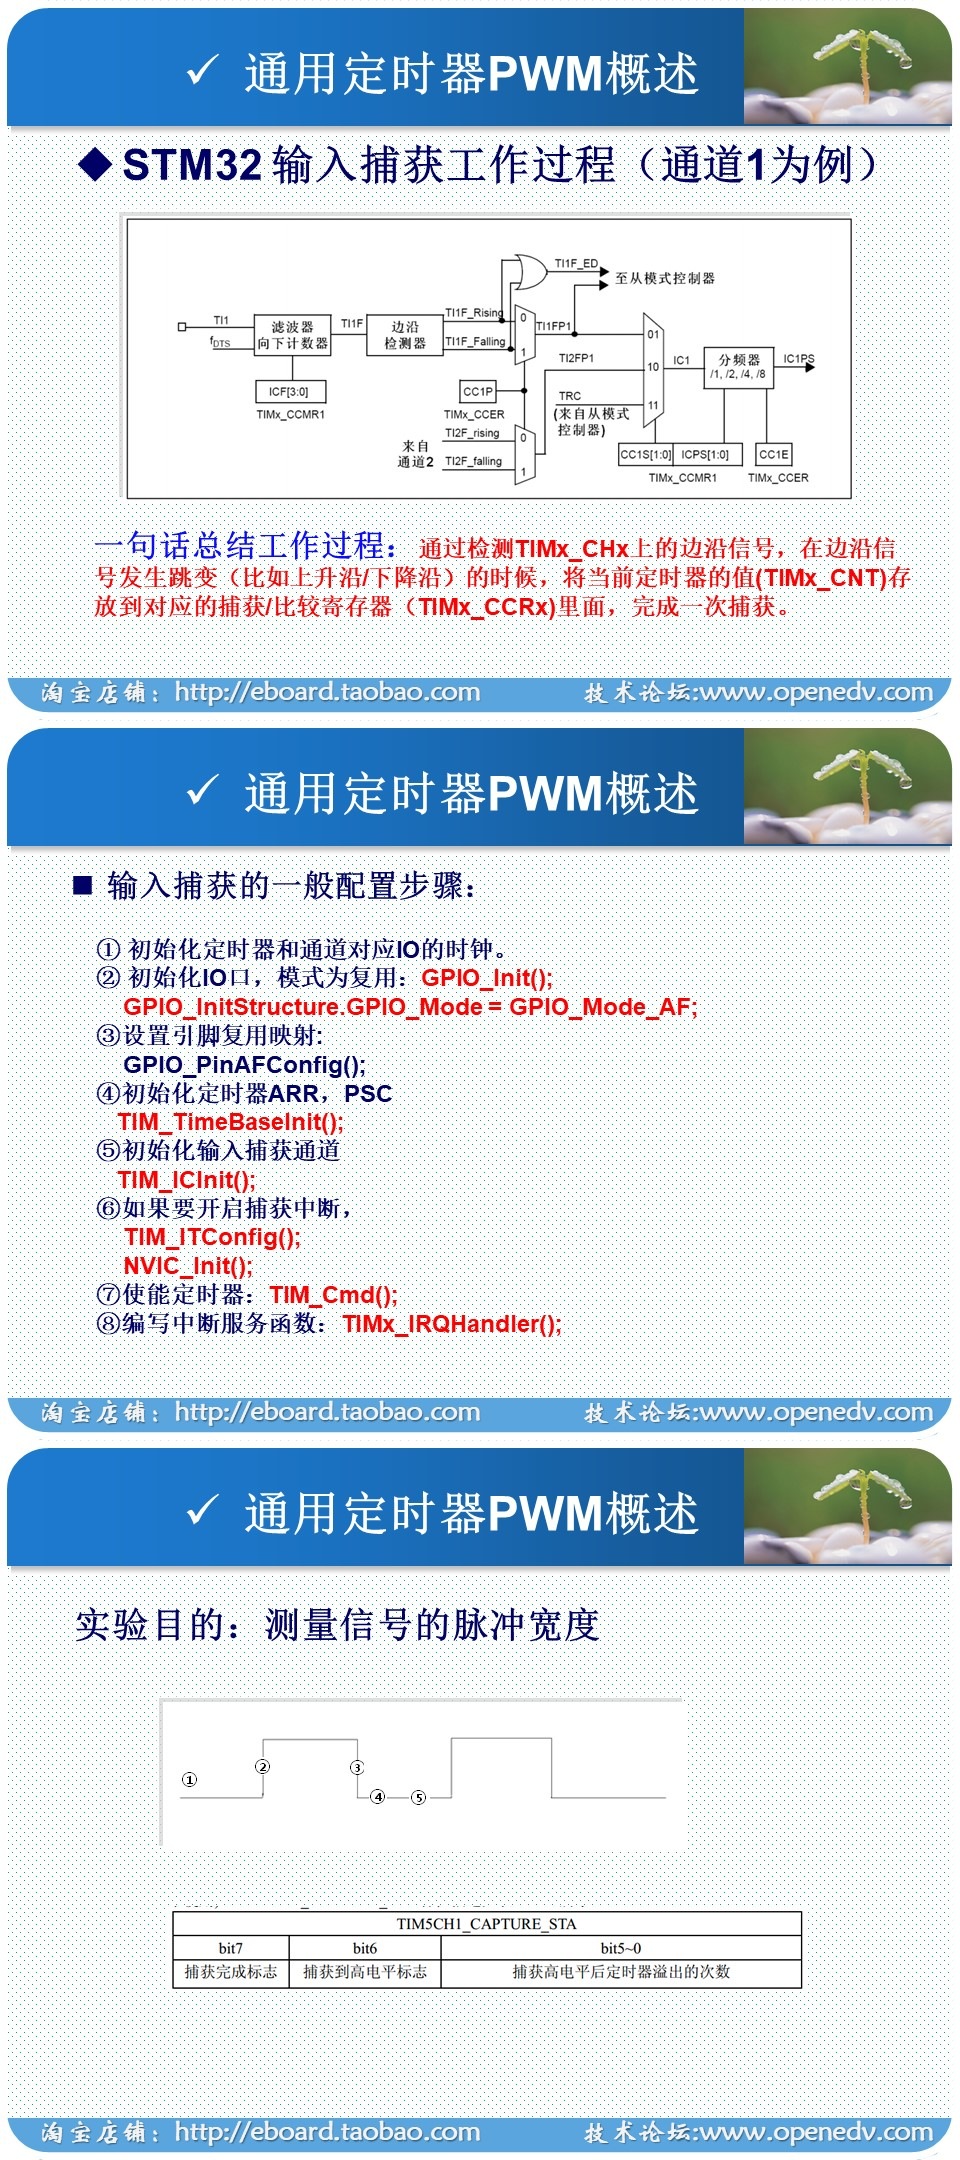 ✓ 通用定时器PWM概述
◆ STM32 输入捕获工作过程（通道1为例）
TI1F_ED
至从模式控制器
TI1 滤波器 向下计数器 TI1F 边沿 检测器 TI1F_Rising 0 TI1FP1 01
fDTS TI1F_Falling 1 TI2FP1 10 IC1 分频器 /1, /2, /4, /8 IC1PS
ICF[3:0] CC1P TRC 11
TIMx_CCMR1 TIMx_CCER (来自从模式
控制器)
来自 TI2F_rising 0
通道2 TI2F_falling 1
CC1S[1:0] ICPS[1:0] CC1E
TIMx_CCMR1 TIMx_CCER
一句话总结工作过程：通过检测TIMx_CHx上的边沿信号，在边沿信
号发生跳变（比如上升沿/下降沿）的时候，将当前定时器的值(TIMx_CNT)存
放到对应的捕获/比较寄存器（TIMx_CCRx)里面，完成一次捕获。
淘宝店铺：http://eboard.taobao.com 技术论坛:www.openedv.com
✓ 通用定时器PWM概述
■ 输入捕获的一般配置步骤：
① 初始化定时器和通道对应IO的时钟。
② 初始化IO口，模式为复用：GPIO_Init();
GPIO_InitStructure.GPIO_Mode = GPIO_Mode_AF;
③设置引脚复用映射:
GPIO_PinAFConfig();
④初始化定时器ARR，PSC
TIM_TimeBaseInit();
⑤初始化输入捕获通道
TIM_ICInit();
⑥如果要开启捕获中断，
TIM_ITConfig();
NVIC_Init();
⑦使能定时器：TIM_Cmd();
⑧编写中断服务函数：TIMx_IRQHandler();
淘宝店铺：http://eboard.taobao.com 技术论坛:www.openedv.com
✓ 通用定时器PWM概述
实验目的：测量信号的脉冲宽度
① ② ③ ④ ⑤
TIM5CH1_CAPTURE_STA
bit7 bit6 bit5~0
捕获完成标志 捕获到高电平标志 捕获高电平后定时器溢出的次数
淘宝店铺：http://eboard.taobao.com 技术论坛:www.openedv.com